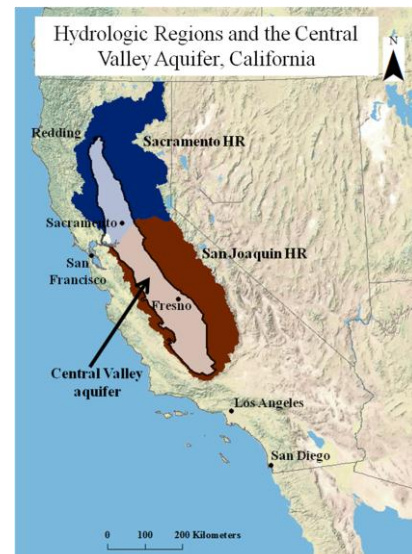 Hydrologic Regions and the Central
Valley Aquifer, California
N
Redding
Sacramento HR
Sacramento
San Joaquin HR
San
Francisco
Fresno
Central Valley
aquifer
Los Angeles
San Diego
0 100 200 Kilometers